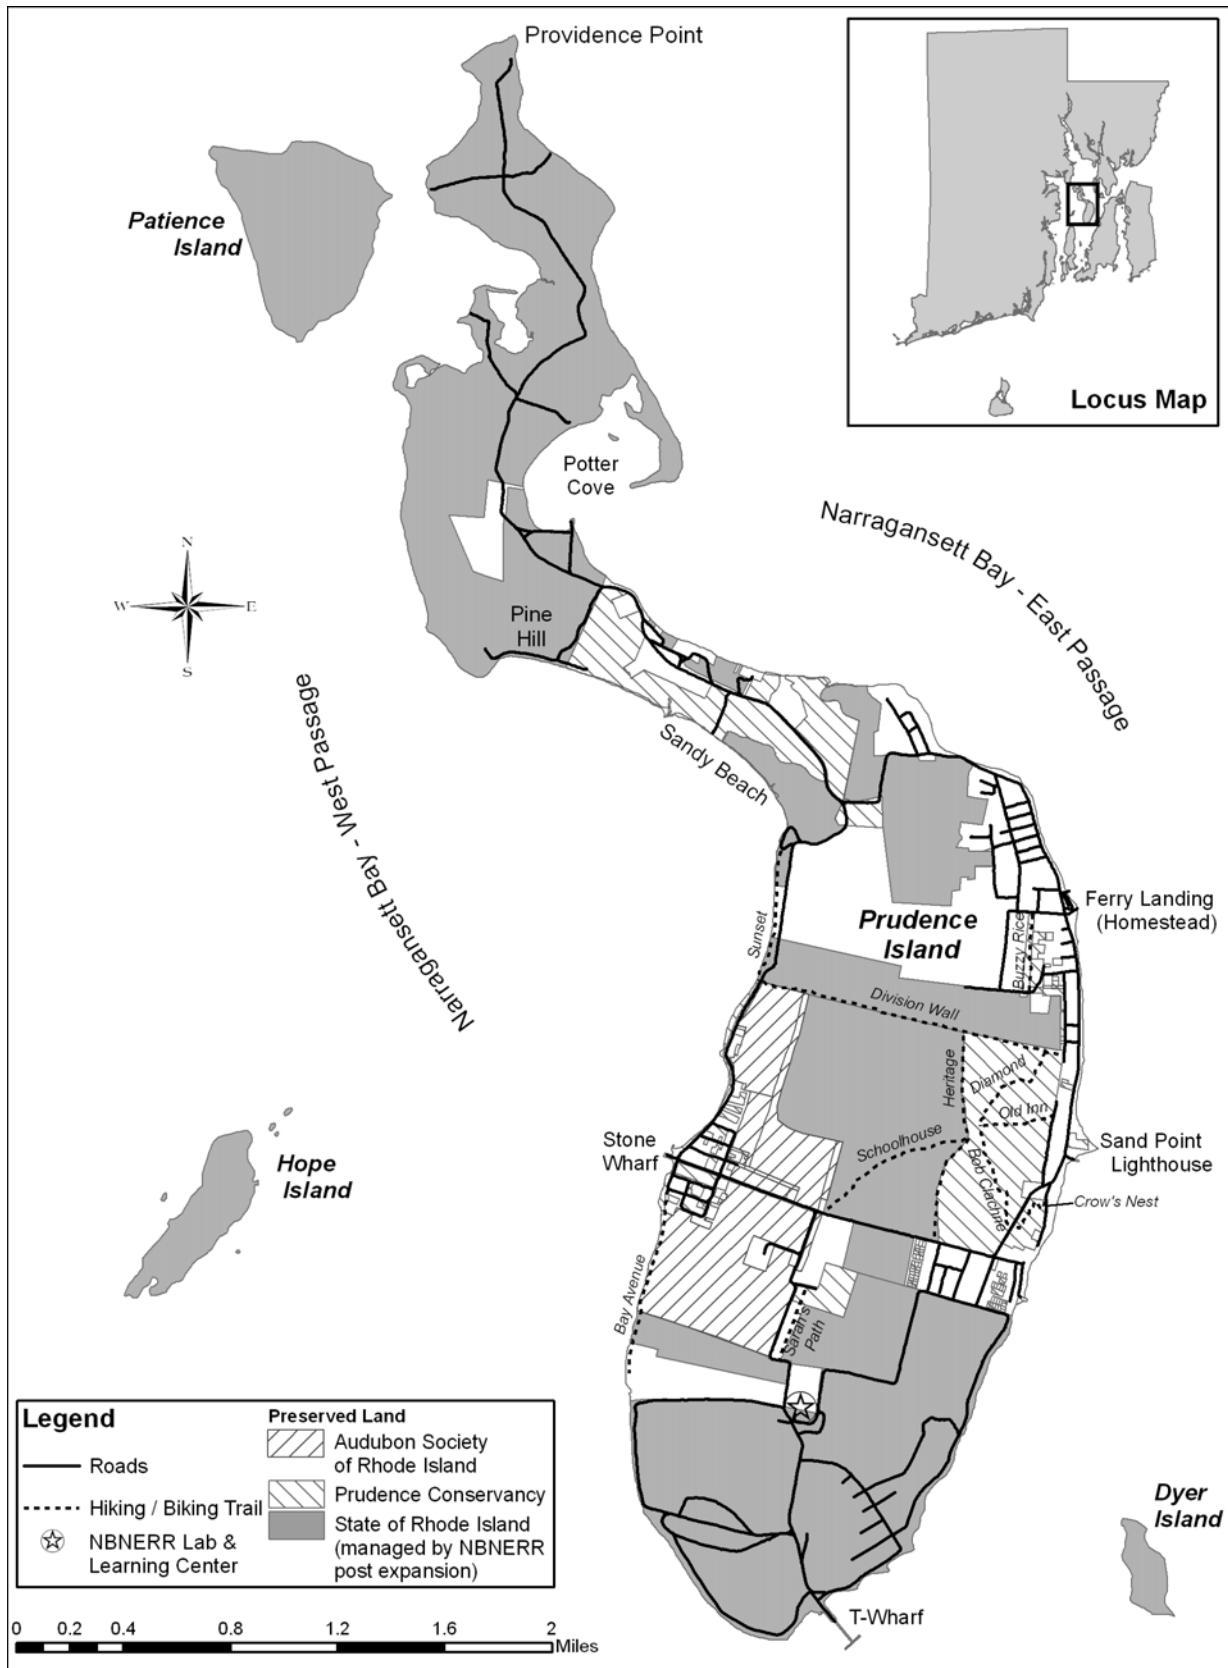 Providence Point
Patience
Island
Locus Map
Potter
Cove
Narragansett Bay - East Passage
N
W
E
S
Pine
Hill
Narragansett Bay - West Passage
Sandy Beach
Ferry Landing
(Homestead)
Prudence
Island
Buzzy Rice
Sunset
Division Wall
Heritage
Diamond
Old Inn
Schoolhouse
Stone
Wharf
Sand Point
Lighthouse
Bob Clachne
Crow's Nest
Hope
Island
Bay Avenue
Sarah's
Path
Legend
Roads
Hiking / Biking Trail
NBNERR Lab &
Learning Center
Preserved Land
Audubon Society
of Rhode Island
Prudence Conservancy
State of Rhode Island
(managed by NBNERR
post expansion)
Dyer
Island
T-Wharf
0 0.2 0.4 0.8 1.2 1.6 2
Miles